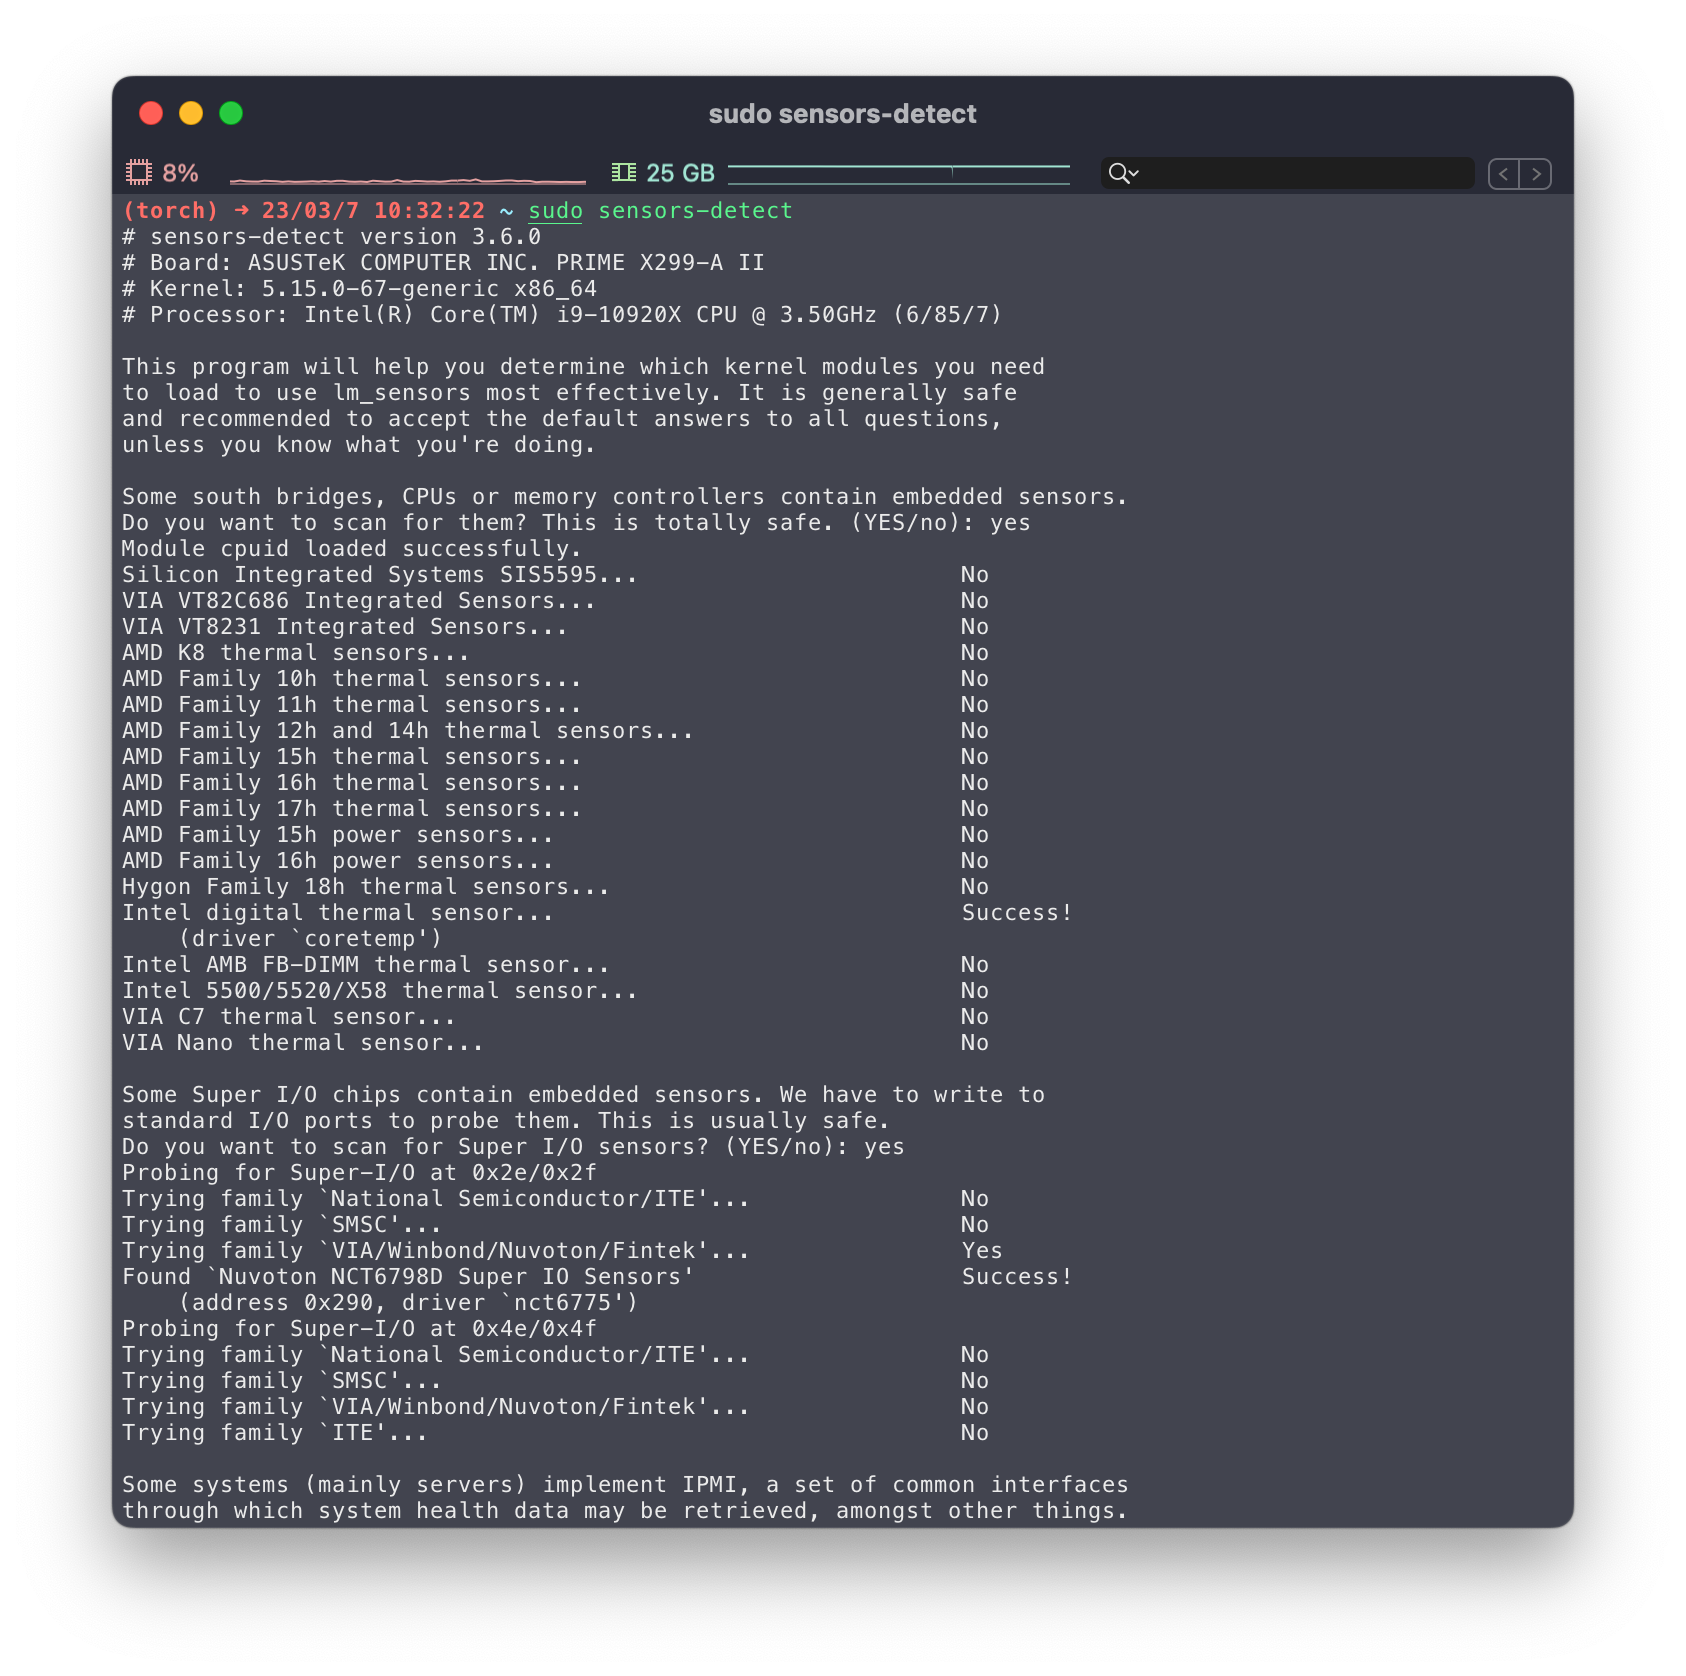 sudo sensors-detect
8% 25 GB
(torch) → 23/03/7 10:32:22 ~ sudo sensors-detect
# sensors-detect version 3.6.0
# Board: ASUSTeK COMPUTER INC. PRIME X299-A II
# Kernel: 5.15.0-67-generic x86_64
# Processor: Intel(R) Core(TM) i9-10920X CPU @ 3.50GHz (6/85/7)

This program will help you determine which kernel modules you need
to load to use lm_sensors most effectively. It is generally safe
and recommended to accept the default answers to all questions,
unless you know what you're doing.

Some south bridges, CPUs or memory controllers contain embedded sensors.
Do you want to scan for them? This is totally safe. (YES/no): yes
Module cpuid loaded successfully.
Silicon Integrated Systems SIS5595... No
VIA VT82C686 Integrated Sensors... No
VIA VT8231 Integrated Sensors... No
AMD K8 thermal sensors... No
AMD Family 10h thermal sensors... No
AMD Family 11h thermal sensors... No
AMD Family 12h and 14h thermal sensors... No
AMD Family 15h thermal sensors... No
AMD Family 16h thermal sensors... No
AMD Family 17h thermal sensors... No
AMD Family 15h power sensors... No
AMD Family 16h power sensors... No
Hygon Family 18h thermal sensors... No
Intel digital thermal sensor... Success!
(driver `coretemp')
Intel AMB FB-DIMM thermal sensor... No
Intel 5500/5520/X58 thermal sensor... No
VIA C7 thermal sensor... No
VIA Nano thermal sensor... No

Some Super I/O chips contain embedded sensors. We have to write to
standard I/O ports to probe them. This is usually safe.
Do you want to scan for Super I/O sensors? (YES/no): yes
Probing for Super-I/O at 0x2e/0x2f
Trying family `National Semiconductor/ITE'... No
Trying family `SMSC'... No
Trying family `VIA/Winbond/Nuvoton/Fintek'... Yes
Found `Nuvoton NCT6798D Super IO Sensors' Success!
(address 0x290, driver `nct6775')
Probing for Super-I/O at 0x4e/0x4f
Trying family `National Semiconductor/ITE'... No
Trying family `SMSC'... No
Trying family `VIA/Winbond/Nuvoton/Fintek'... No
Trying family `ITE'... No

Some systems (mainly servers) implement IPMI, a set of common interfaces
through which system health data may be retrieved, amongst other things.